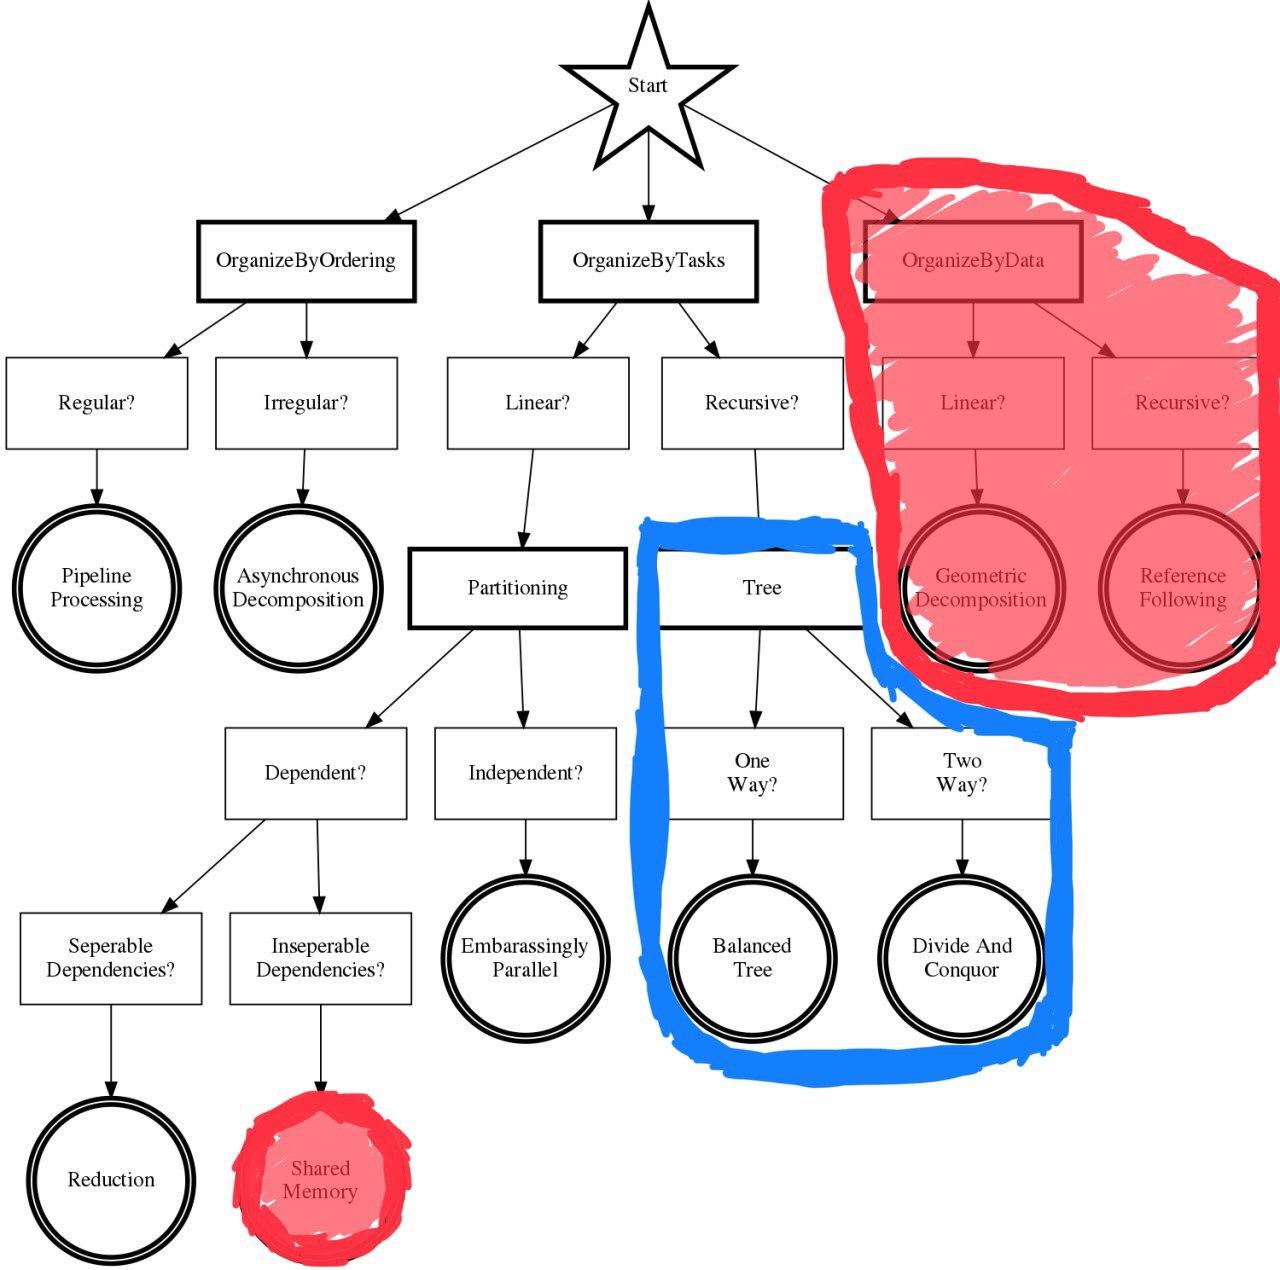 Start
OrganizeByOrdering
OrganizeByTasks
OrganizeByData
Regular?
Irregular?
Linear?
Recursive?
Linear?
Recursive?
Pipeline
Processing
Asynchronous
Decomposition
Partitioning
Tree
Geometric
Decomposition
Reference
Following
Dependent?
Independent?
One
Way?
Two
Way?
Seperable
Dependencies?
Inseperable
Dependencies?
Embarassingly
Parallel
Balanced
Tree
Divide And
Conquor
Reduction
Shared
Memory